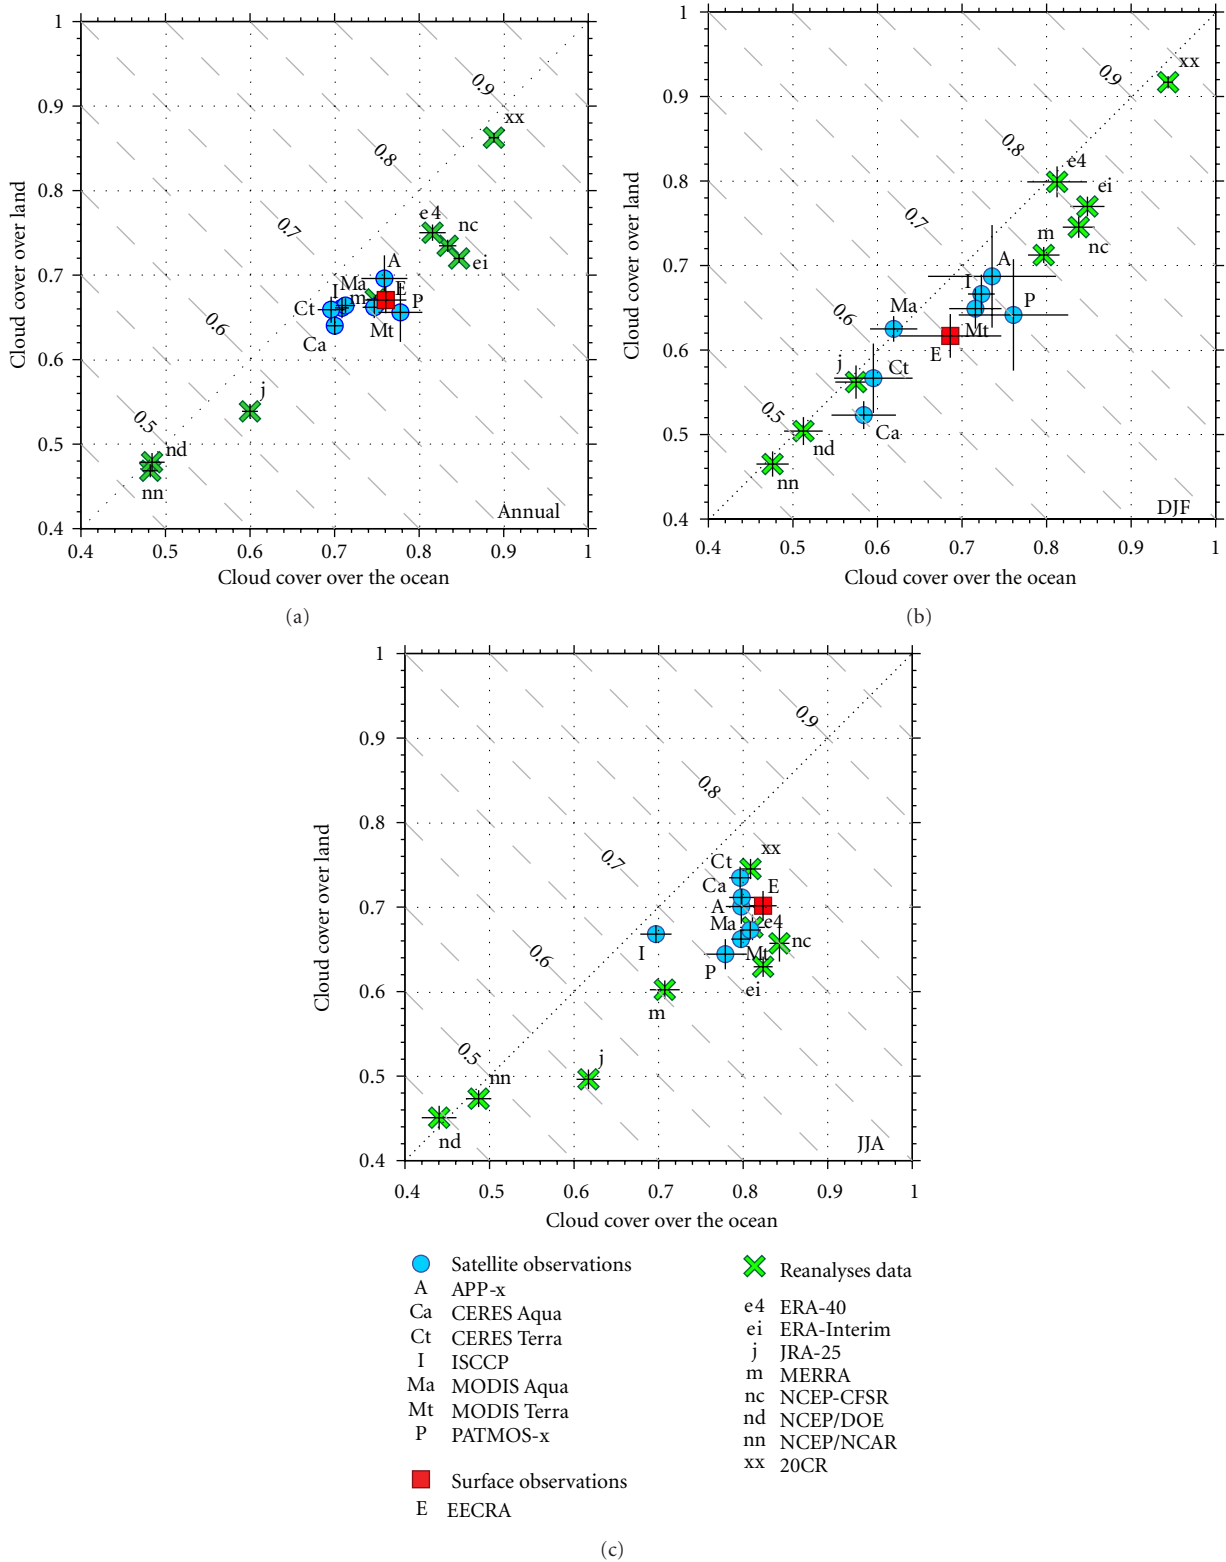 1
0.9
0.8
0.7
0.6
0.5
0.4
0.4
0.5
0.6
0.7
0.8
0.9
1
Cloud cover over land
Cloud cover over the ocean
0.9
0.8
0.7
0.6
0.5
xx
e4
nc
ei
A
E
P
I
Ma
m
Ct
Mt
Ca
j
nd
nn
Annual
(a)
1
0.9
0.8
0.7
0.6
0.5
0.4
0.4
0.5
0.6
0.7
0.8
0.9
1
Cloud cover over land
Cloud cover over the ocean
0.9
0.8
0.7
0.6
0.5
xx
e4
ei
m
nc
A
I
P
Ma
Mt
E
j
Ct
Ca
nd
nn
DJF
(b)
1
0.9
0.8
0.7
0.6
0.5
0.4
0.4
0.5
0.6
0.7
0.8
0.9
1
Cloud cover over land
Cloud cover over the ocean
0.9
0.8
0.7
0.6
0.5
xx
Ct
Ca
E
A
Ma
e4
nc
I
Mt
P
ei
m
j
nn
nd
JJA
Satellite observations
A APP-x
Ca CERES Aqua
Ct CERES Terra
I ISCCP
Ma MODIS Aqua
Mt MODIS Terra
P PATMOS-x
Surface observations
E EECRA
Reanalyses data
e4 ERA-40
ei ERA-Interim
j JRA-25
m MERRA
nc NCEP-CFSR
nd NCEP/DOE
nn NCEP/NCAR
xx 20CR
(c)